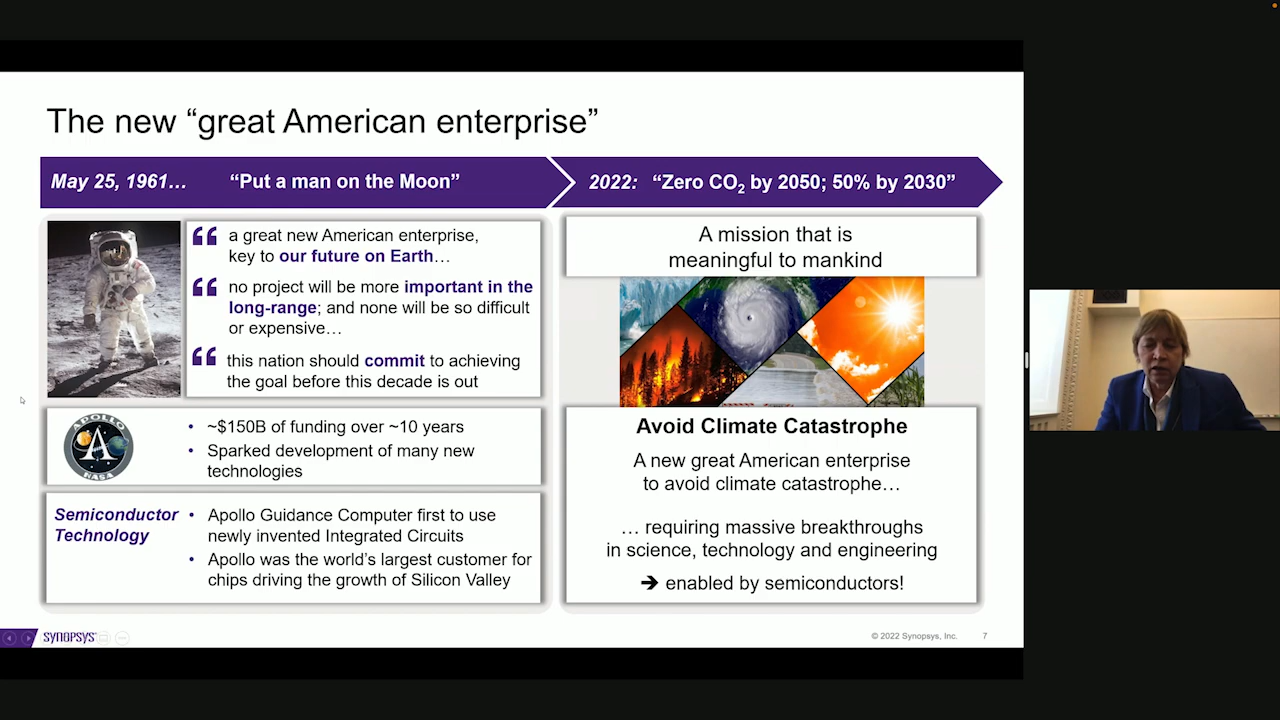 The new “great American enterprise”
May 25, 1961… “Put a man on the Moon”
2022: “Zero CO₂ by 2050; 50% by 2030”
“ a great new American enterprise,
key to our future on Earth…
“ no project will be more important in the
long-range; and none will be so difficult
or expensive…
“ this nation should commit to achieving
the goal before this decade is out
APOLLO
NASA
• ~$150B of funding over ~10 years
• Sparked development of many new
technologies
Semiconductor
Technology
• Apollo Guidance Computer first to use
newly invented Integrated Circuits
• Apollo was the world’s largest customer for
chips driving the growth of Silicon Valley
A mission that is
meaningful to mankind
Avoid Climate Catastrophe
A new great American enterprise
to avoid climate catastrophe…
… requiring massive breakthroughs
in science, technology and engineering
➔ enabled by semiconductors!
SYNOPSYS
© 2022 Synopsys, Inc. 7